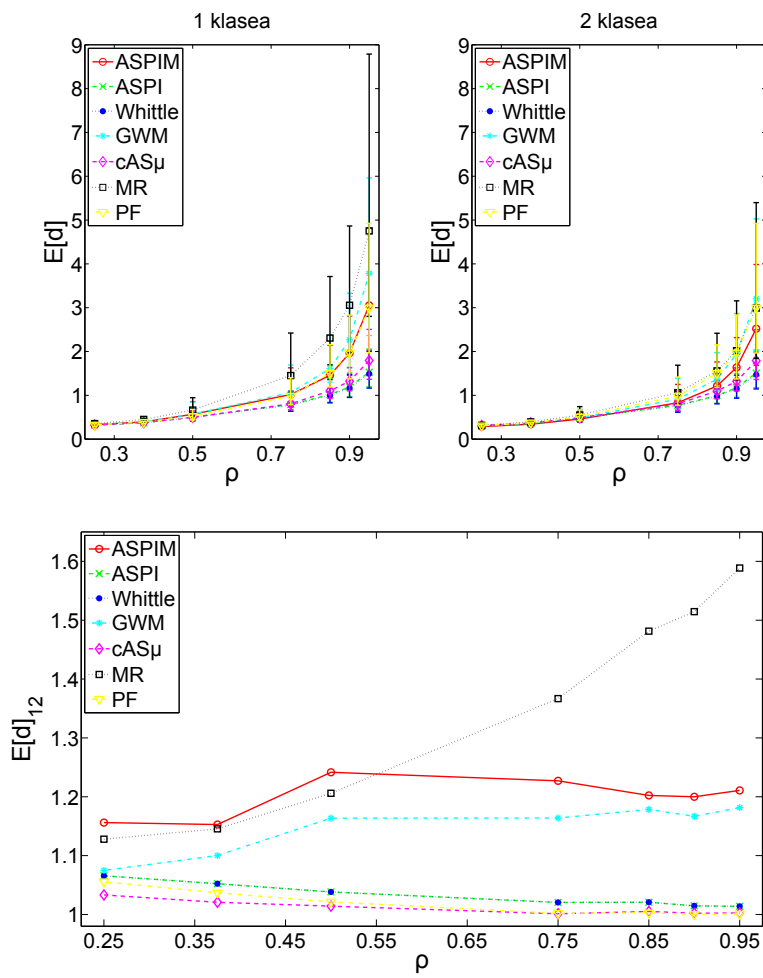 1 klasea
9
8
7
6
5
4
3
2
1
0
E[d]
ASPIM
ASPI
Whittle
GWM
cASμ
MR
PF
0.3 0.5 0.7 0.9
ρ
2 klasea
9
8
7
6
5
4
3
2
1
0
E[d]
ASPIM
ASPI
Whittle
GWM
cASμ
MR
PF
0.3 0.5 0.7 0.9
ρ
1.6
1.5
1.4
1.3
1.2
1.1
1
E[d]12
ASPIM
ASPI
Whittle
GWM
cASμ
MR
PF
0.25 0.35 0.45 0.55 0.65 0.75 0.85 0.95
ρ